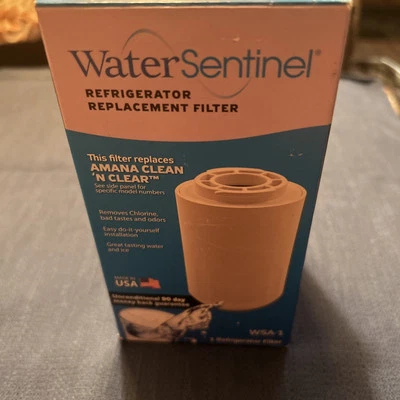 WaterSentinel®
REFRIGERATOR
REPLACEMENT FILTER
This filter replaces
AMANA CLEAN
'N CLEAR™
See side panel for
specific model numbers
Removes Chlorine,
bad tastes and odors
Easy do-it-yourself
installation
Great tasting water
and ice
MADE IN
USA
Unconditional 90 day
money back guarantee
WSA-1
1 Refrigerator Filter